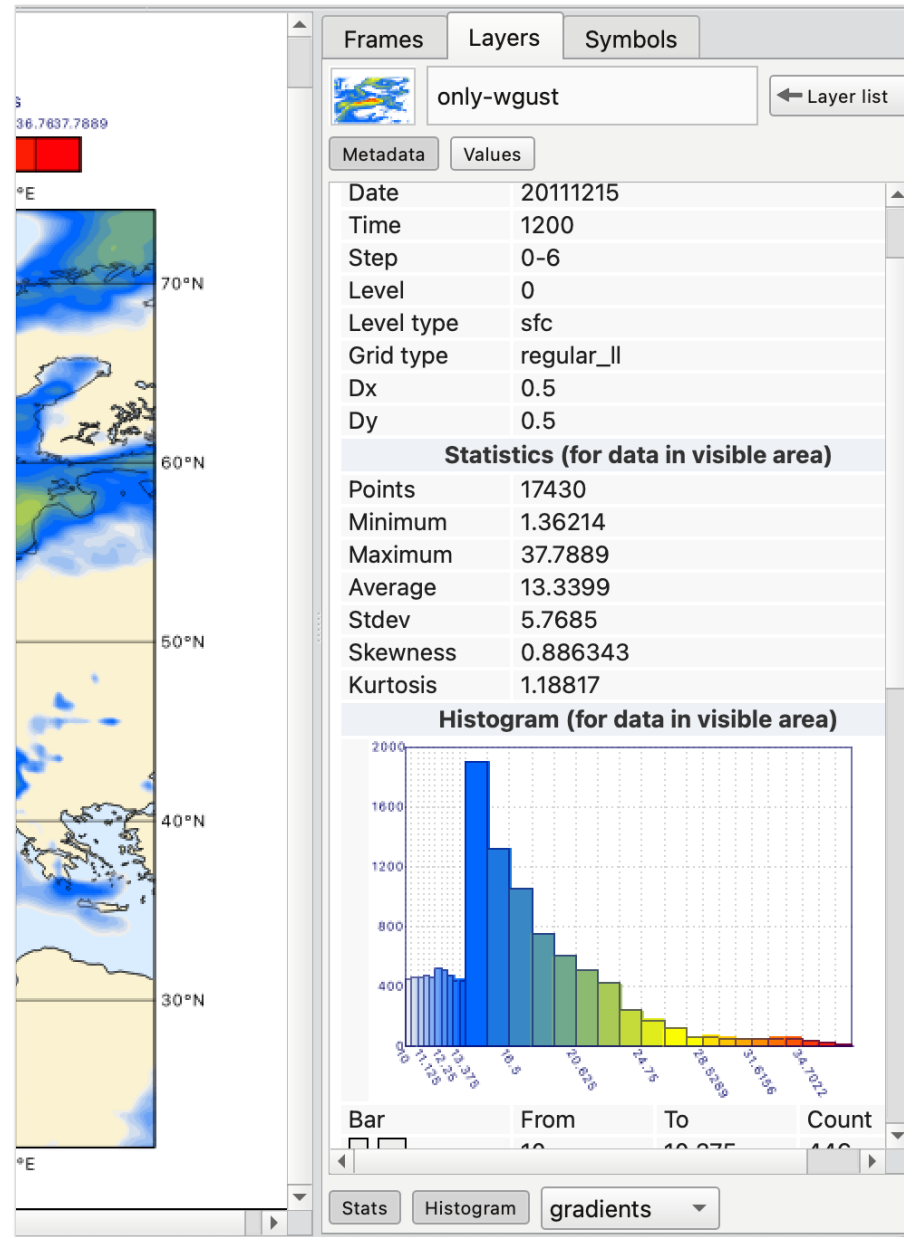 Frames Layers Symbols
only-wgust Layer list
36.7637.7889
Metadata Values
°E
Date 20111215
Time 1200
Step 0-6
Level 0
Level type sfc
Grid type regular_ll
Dx 0.5
Dy 0.5
Statistics (for data in visible area)
Points 17430
Minimum 1.36214
Maximum 37.7889
Average 13.3399
Stdev 5.7685
Skewness 0.886343
Kurtosis 1.18817
Histogram (for data in visible area)
70°N
60°N
50°N
40°N
30°N
°E
2000
1600
1200
800
400
0
10 11.125 12.25 13.375 16.5 20.625 24.75 28.5289 31.6156 34.7022
Bar From To Count
Stats Histogram gradients